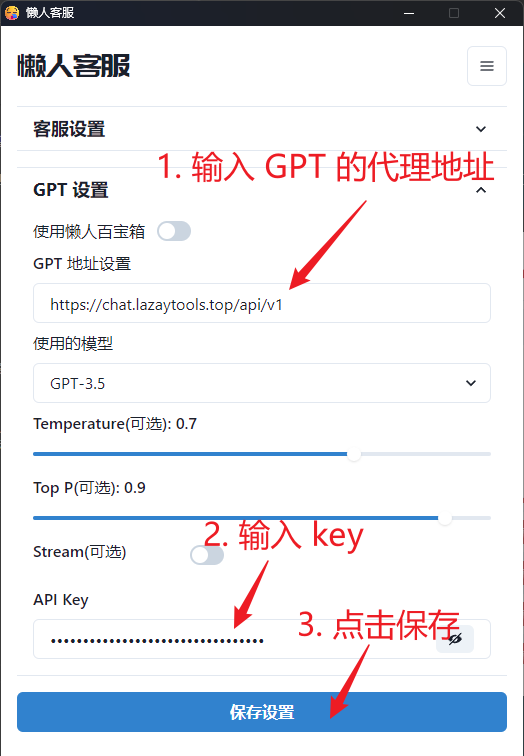 懒人客服
懒人客服
客服设置
1. 输入 GPT 的代理地址
GPT 设置
使用懒人百宝箱
GPT 地址设置
https://chat.lazaytools.top/api/v1
使用的模型
GPT-3.5
Temperature(可选): 0.7
Top P(可选): 0.9
2. 输入 key
Stream(可选)
API Key
3. 点击保存
••••••••••••••••••••••••••••••••
保存设置